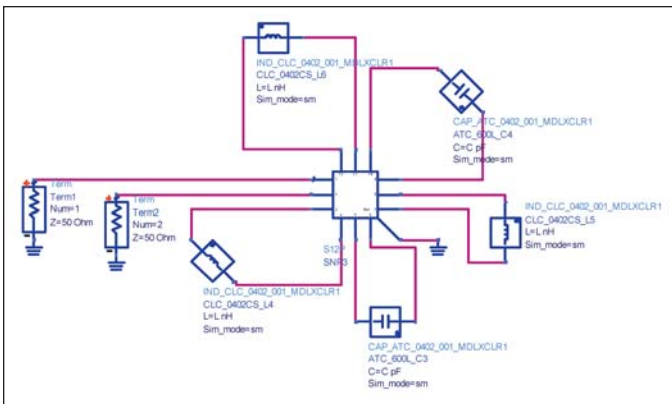 IND_CLC_0402_001_MDLXCLR1
CLC_0402CS_L6
L=L nH
Sim_mode=sm
CAP_ATC_0402_001_MDLXCLR1
ATC_600L_C4
C=C pF
Sim_mode=sm
Term
Term1
Num=1
Z=50 Ohm
Term
Term2
Num=2
Z=50 Ohm
IND_CLC_0402_001_MDLXCLR1
CLC_0402CS_L5
L=L nH
Sim_mode=sm
S12P
SNP3
IND_CLC_0402_001_MDLXCLR1
CLC_0402CS_L4
L=L nH
Sim_mode=sm
CAP_ATC_0402_001_MDLXCLR1
ATC_600L_C3
C=C pF
Sim_mode=sm